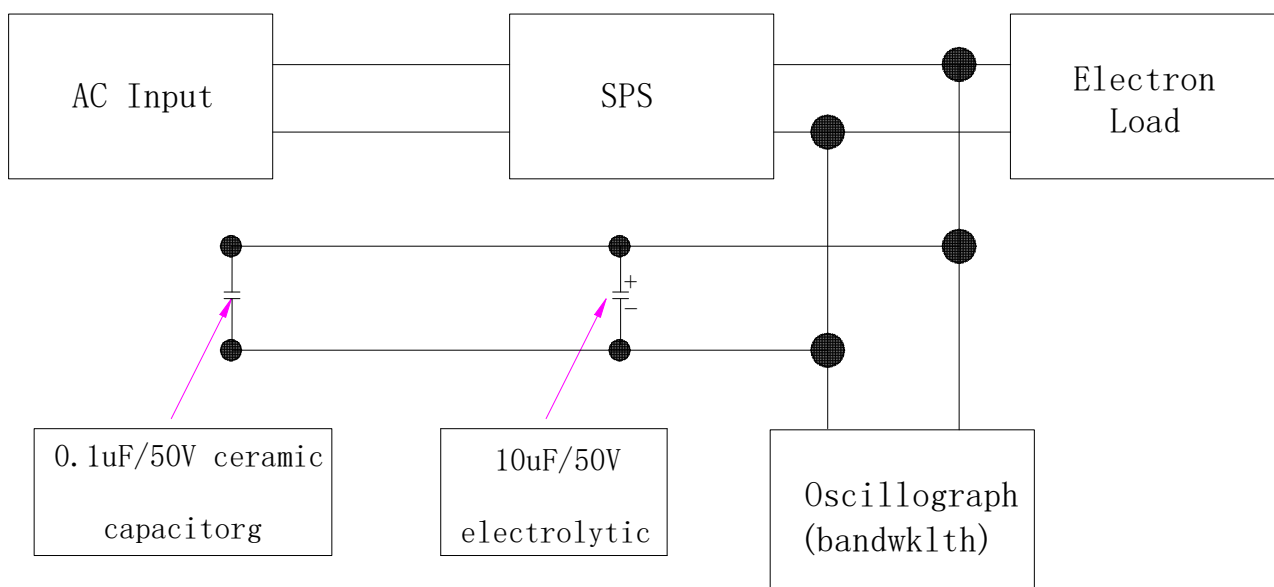 AC Input
SPS
Electron
Load
+
−
0.1uF/50V ceramic
capacitorg
10uF/50V
electrolytic
Oscillograph
(bandwklth)